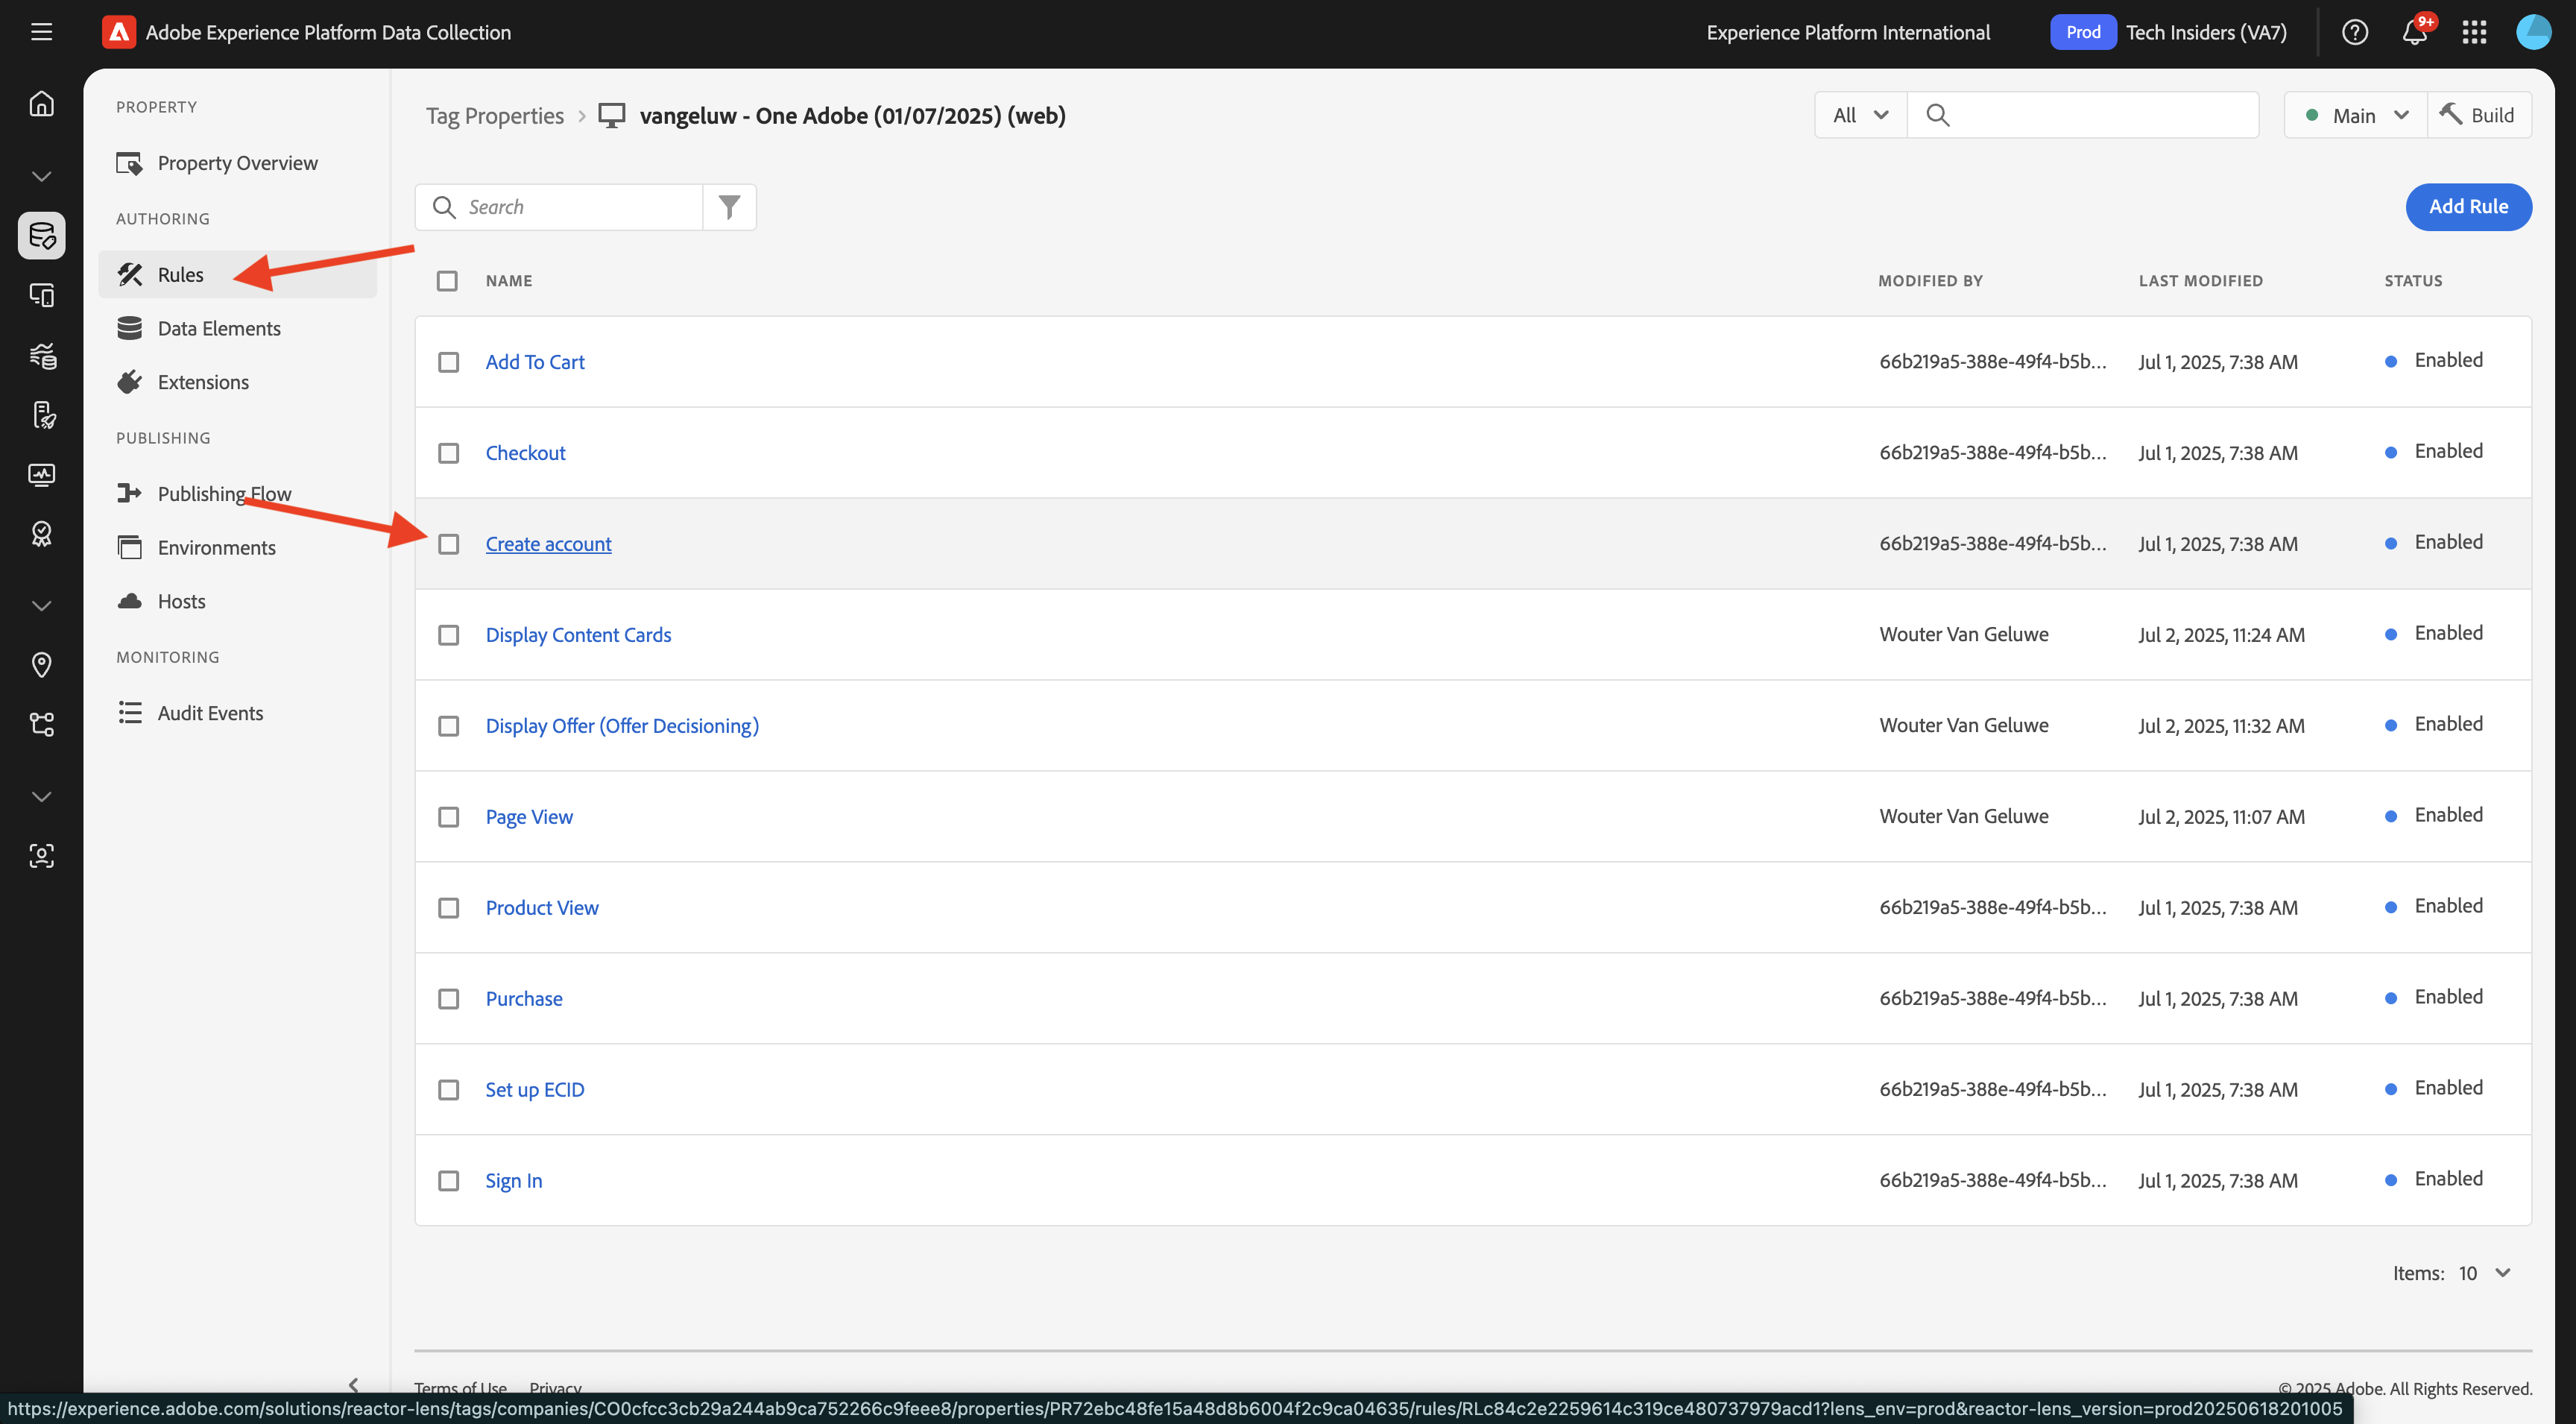 Adobe Experience Platform Data Collection
Experience Platform International
Prod
Tech Insiders (VA7)
9+
PROPERTY
Property Overview
AUTHORING
Rules
Data Elements
Extensions
PUBLISHING
Publishing Flow
Environments
Hosts
MONITORING
Audit Events
Tag Properties > vangeluw - One Adobe (01/07/2025) (web)
All
Main
Build
Search
Add Rule
NAME MODIFIED BY LAST MODIFIED STATUS
Add To Cart 66b219a5-388e-49f4-b5b... Jul 1, 2025, 7:38 AM Enabled
Checkout 66b219a5-388e-49f4-b5b... Jul 1, 2025, 7:38 AM Enabled
Create account 66b219a5-388e-49f4-b5b... Jul 1, 2025, 7:38 AM Enabled
Display Content Cards Wouter Van Geluwe Jul 2, 2025, 11:24 AM Enabled
Display Offer (Offer Decisioning) Wouter Van Geluwe Jul 2, 2025, 11:32 AM Enabled
Page View Wouter Van Geluwe Jul 2, 2025, 11:07 AM Enabled
Product View 66b219a5-388e-49f4-b5b... Jul 1, 2025, 7:38 AM Enabled
Purchase 66b219a5-388e-49f4-b5b... Jul 1, 2025, 7:38 AM Enabled
Set up ECID 66b219a5-388e-49f4-b5b... Jul 1, 2025, 7:38 AM Enabled
Sign In 66b219a5-388e-49f4-b5b... Jul 1, 2025, 7:38 AM Enabled
Items: 10
Terms of Use Privacy © 2025 Adobe. All Rights Reserved.
https://experience.adobe.com/solutions/reactor-lens/tags/companies/CO0cfcc3cb29a244ab9ca752266c9feee8/properties/PR72ebc48fe15a48d8b6004f2c9ca04635/rules/RLc84c2e2259614c319ce480737979acd1?lens_env=prod&reactor-lens_version=prod20250618201005